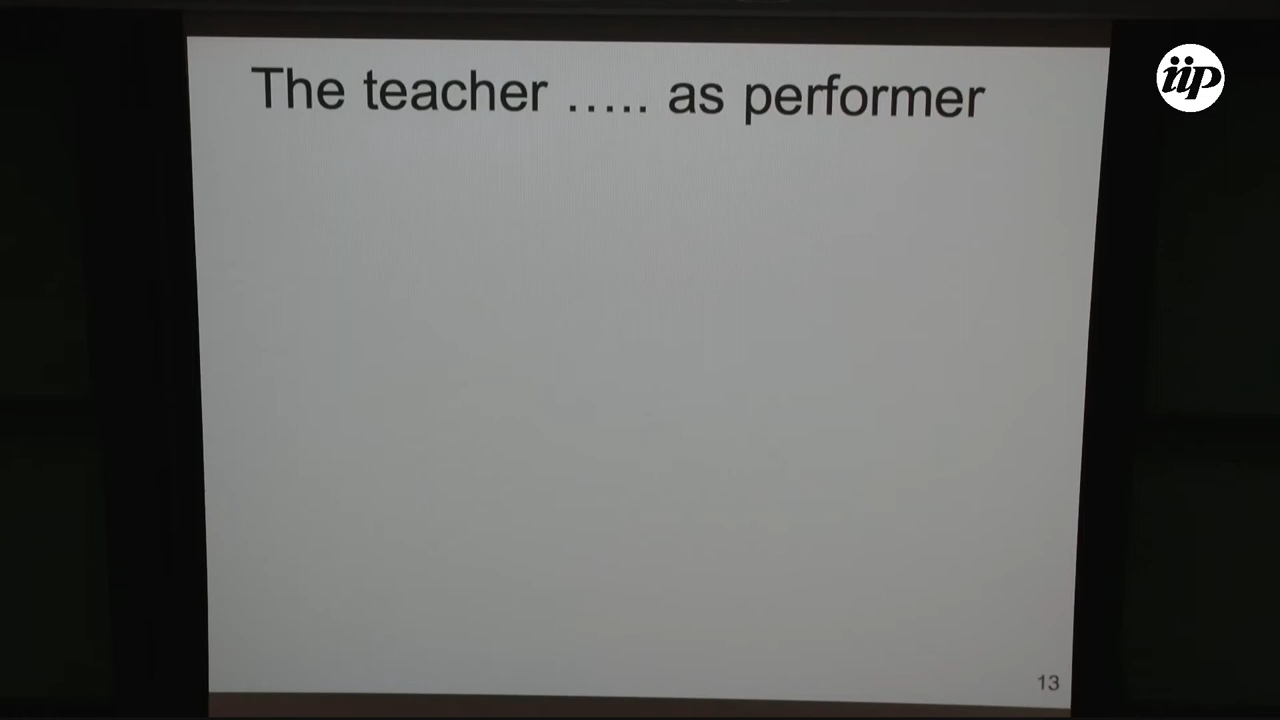 The teacher ..... as performer
iip
13